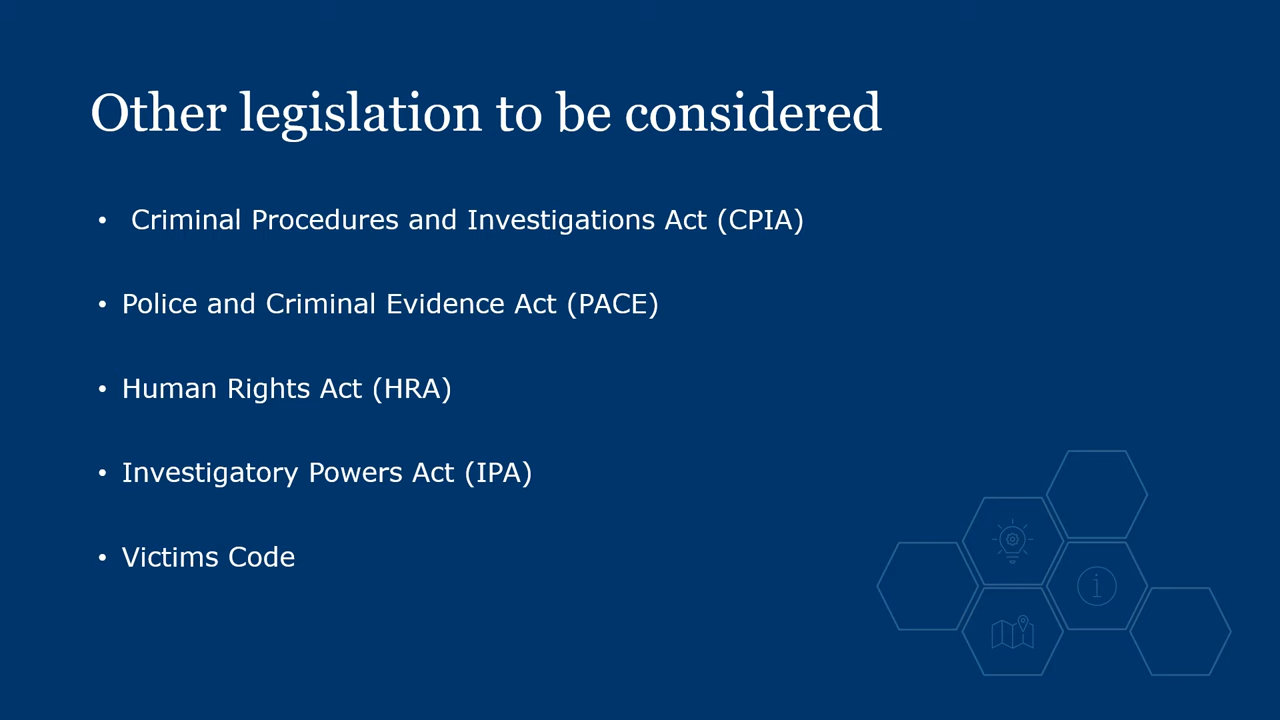 Other legislation to be considered
• Criminal Procedures and Investigations Act (CPIA)
• Police and Criminal Evidence Act (PACE)
• Human Rights Act (HRA)
• Investigatory Powers Act (IPA)
• Victims Code
i